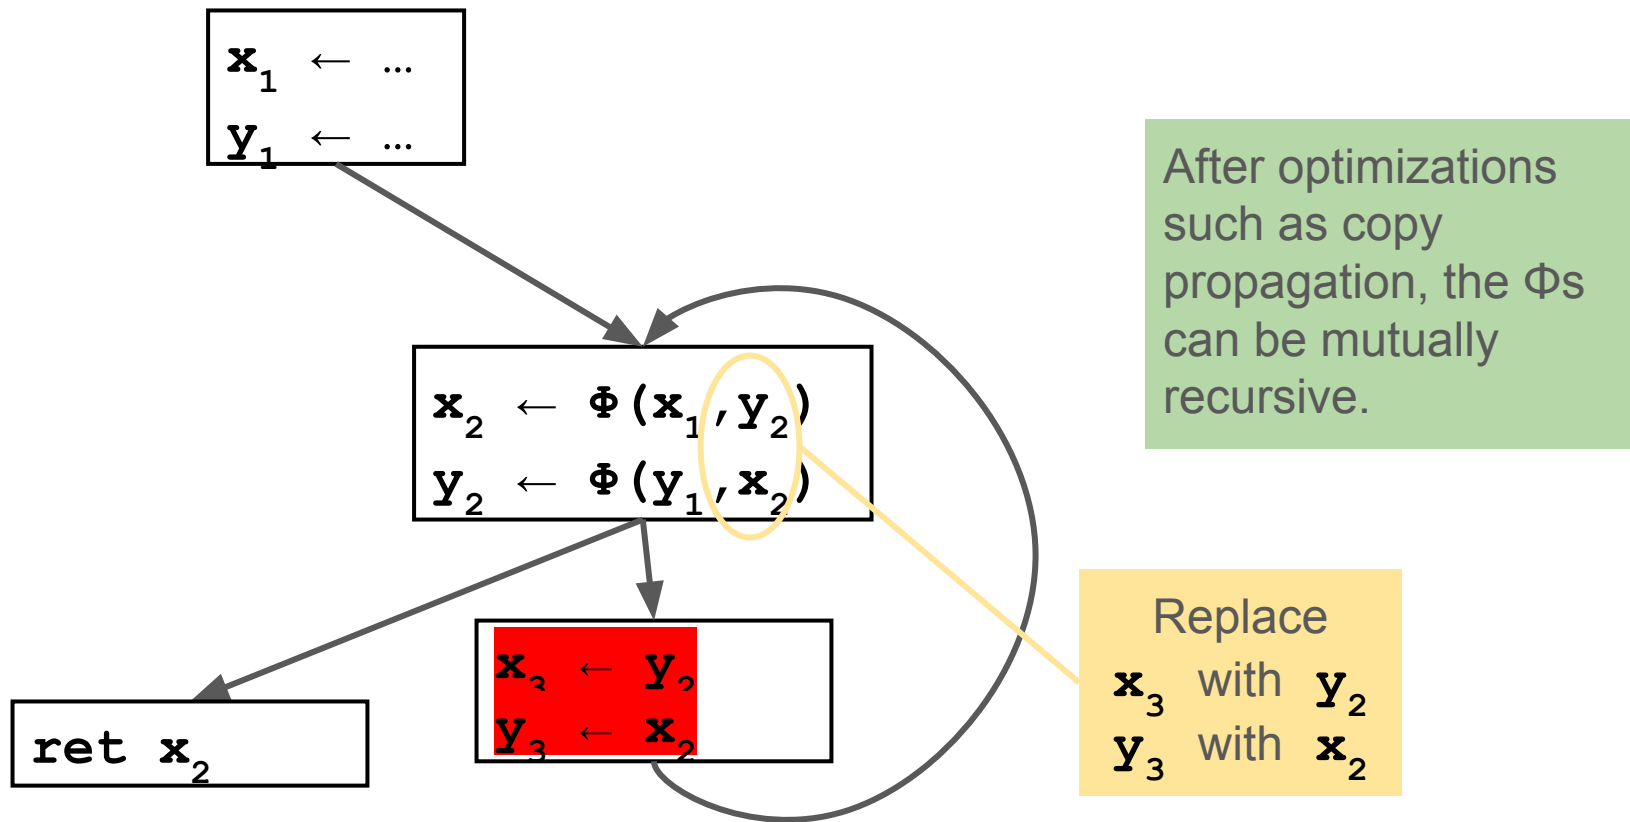 x₁ ← …
y₁ ← …
After optimizations
such as copy
propagation, the Φs
can be mutually
recursive.
x₂ ← Φ(x₁,y₂)
y₂ ← Φ(y₁,x₂)
x₃ ← y₂
y₃ ← x₂
ret x₂
Replace
x₃ with y₂
y₃ with x₂